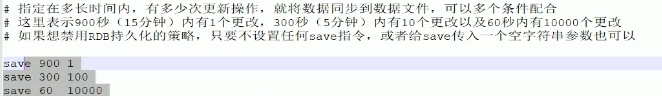 # 指定在多长时间内，有多少次更新操作，就将数据同步到数据文件，可以多个条件配合
# 这里表示900秒（15分钟）内有1个更改，300秒（5分钟）内有10个更改以及60秒内有10000个更改
# 如果想禁用RDB持久化的策略，只要不设置任何save指令，或者给save传入一个空字符串参数也可以
save 900 1
save 300 100
save 60 10000